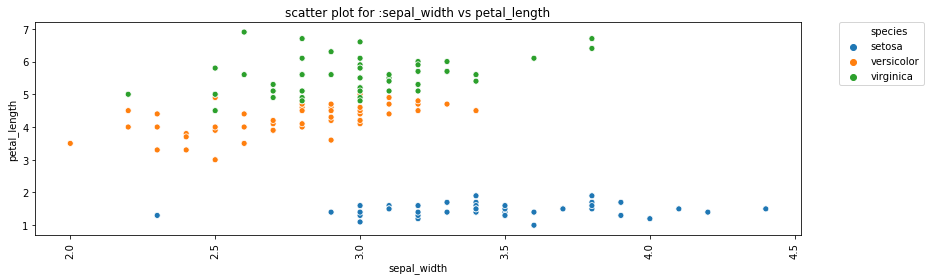 scatter plot for :sepal_width vs petal_length
species
setosa
versicolor
virginica
petal_length
7
6
5
4
3
2
1
2.0
2.5
3.0
3.5
4.0
4.5
sepal_width